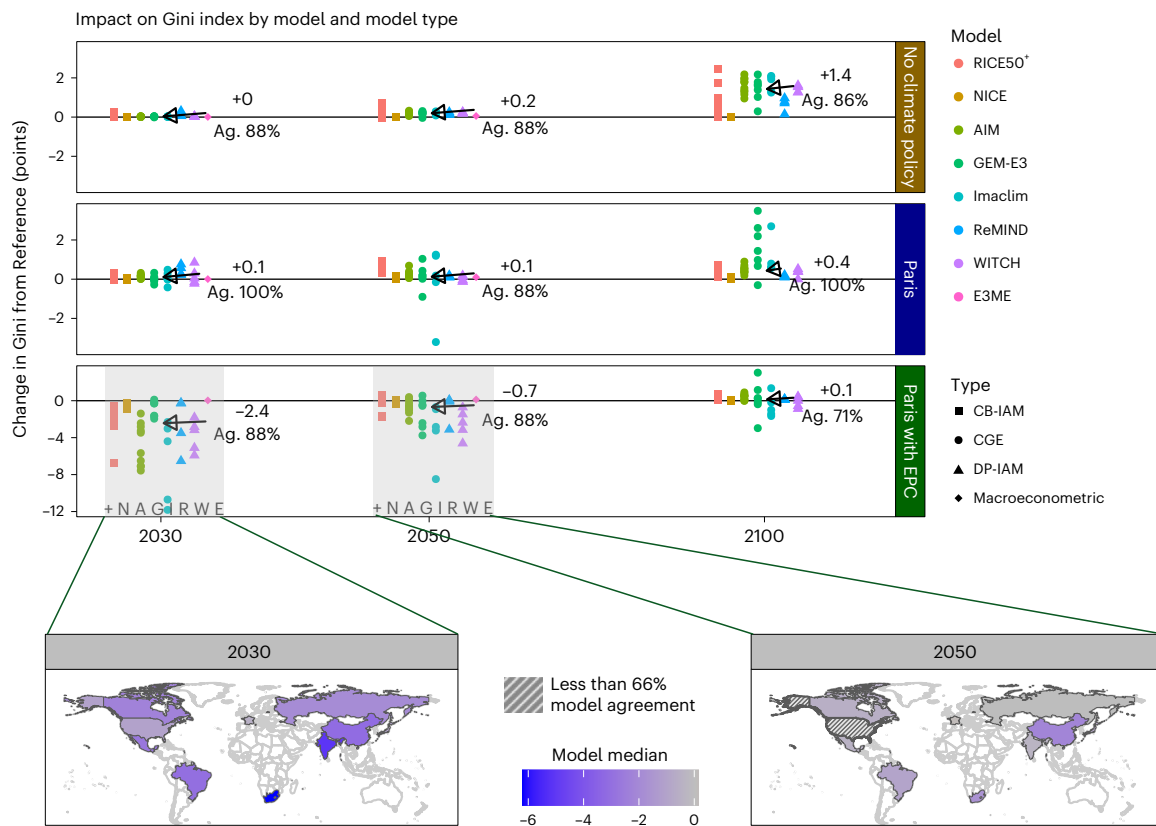 Impact on Gini index by model and model type
Change in Gini from Reference (points)
2
0
−2
+0
Ag. 88%
+0.2
Ag. 88%
+1.4
Ag. 86%
No climate policy
2
0
−2
+0.1
Ag. 100%
+0.1
Ag. 88%
+0.4
Ag. 100%
Paris
0
−4
−8
−12
−2.4
Ag. 88%
−0.7
Ag. 88%
+0.1
Ag. 71%
Paris with EPC
+ N A G I R W E
+ N A G I R W E
2030
2050
2100
Model
RICE50+
NICE
AIM
GEM-E3
Imaclim
ReMIND
WITCH
E3ME
Type
CB-IAM
CGE
DP-IAM
Macroeconometric
2030
Less than 66%
model agreement
Model median
−6
−4
−2
0
2050